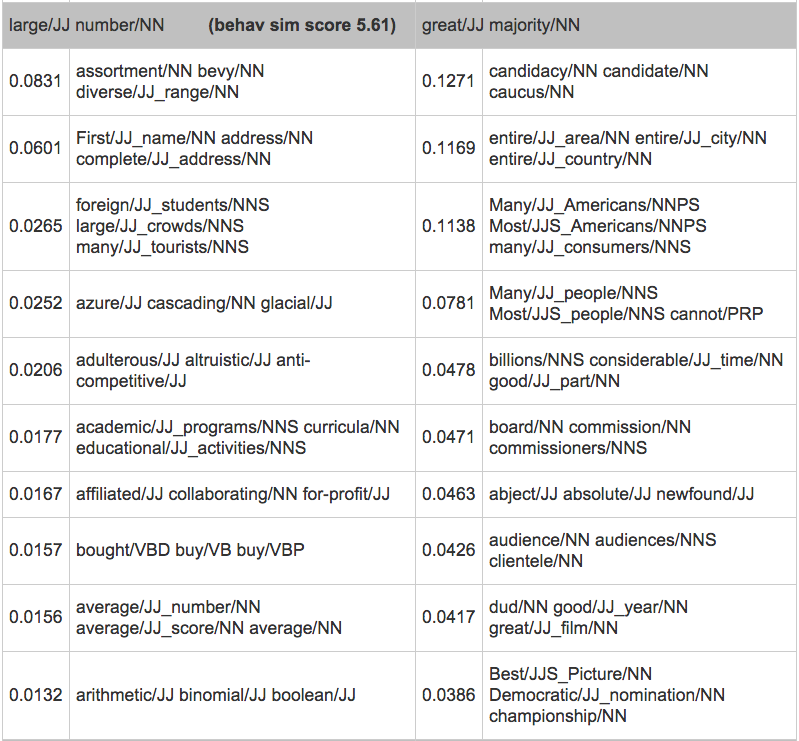 large/JJ number/NN (behav sim score 5.61) great/JJ majority/NN
0.0831 assortment/NN bevy/NN
diverse/JJ_range/NN
0.1271 candidacy/NN candidate/NN
caucus/NN
0.0601 First/JJ_name/NN address/NN
complete/JJ_address/NN
0.1169 entire/JJ_area/NN entire/JJ_city/NN
entire/JJ_country/NN
0.0265 foreign/JJ_students/NNS
large/JJ_crowds/NNS
many/JJ_tourists/NNS
0.1138 Many/JJ_Americans/NNPS
Most/JJS_Americans/NNPS
many/JJ_consumers/NNS
0.0252 azure/JJ cascading/NN glacial/JJ
0.0781 Many/JJ_people/NNS
Most/JJS_people/NNS cannot/PRP
0.0206 adulterous/JJ altruistic/JJ anti-
competitive/JJ
0.0478 billions/NNS considerable/JJ_time/NN
good/JJ_part/NN
0.0177 academic/JJ_programs/NNS curricula/NN
educational/JJ_activities/NNS
0.0471 board/NN commission/NN
commissioners/NNS
0.0167 affiliated/JJ collaborating/NN for-profit/JJ
0.0463 abject/JJ absolute/JJ newfound/JJ
0.0157 bought/VBD buy/VB buy/VBP
0.0426 audience/NN audiences/NNS
clientele/NN
0.0156 average/JJ_number/NN
average/JJ_score/NN average/NN
0.0417 dud/NN good/JJ_year/NN
great/JJ_film/NN
0.0132 arithmetic/JJ binomial/JJ boolean/JJ
0.0386 Best/JJS_Picture/NN
Democratic/JJ_nomination/NN
championship/NN